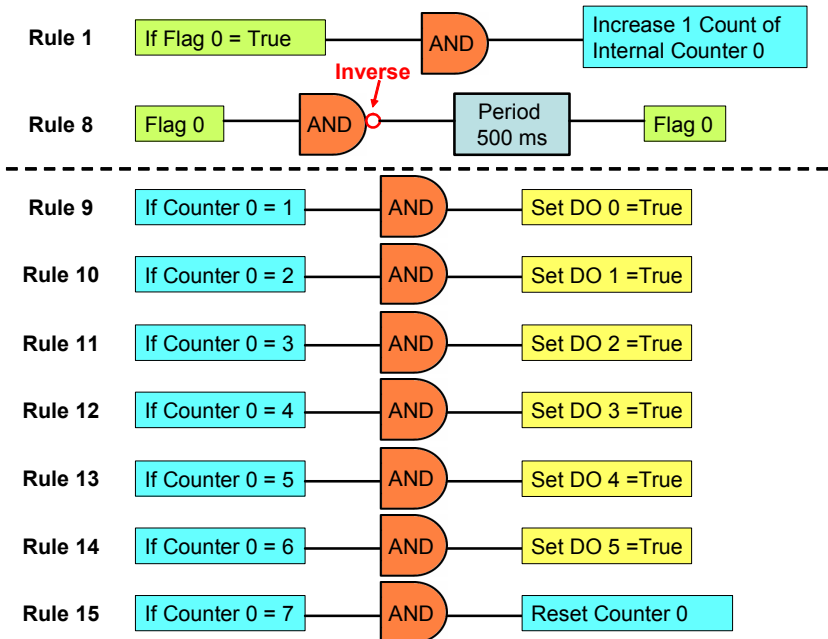 Rule 1
If Flag 0 = True
AND
Increase 1 Count of
Internal Counter 0
Inverse
Rule 8
Flag 0
AND
Period
500 ms
Flag 0
Rule 9
If Counter 0 = 1
AND
Set DO 0 =True
Rule 10
If Counter 0 = 2
AND
Set DO 1 =True
Rule 11
If Counter 0 = 3
AND
Set DO 2 =True
Rule 12
If Counter 0 = 4
AND
Set DO 3 =True
Rule 13
If Counter 0 = 5
AND
Set DO 4 =True
Rule 14
If Counter 0 = 6
AND
Set DO 5 =True
Rule 15
If Counter 0 = 7
AND
Reset Counter 0